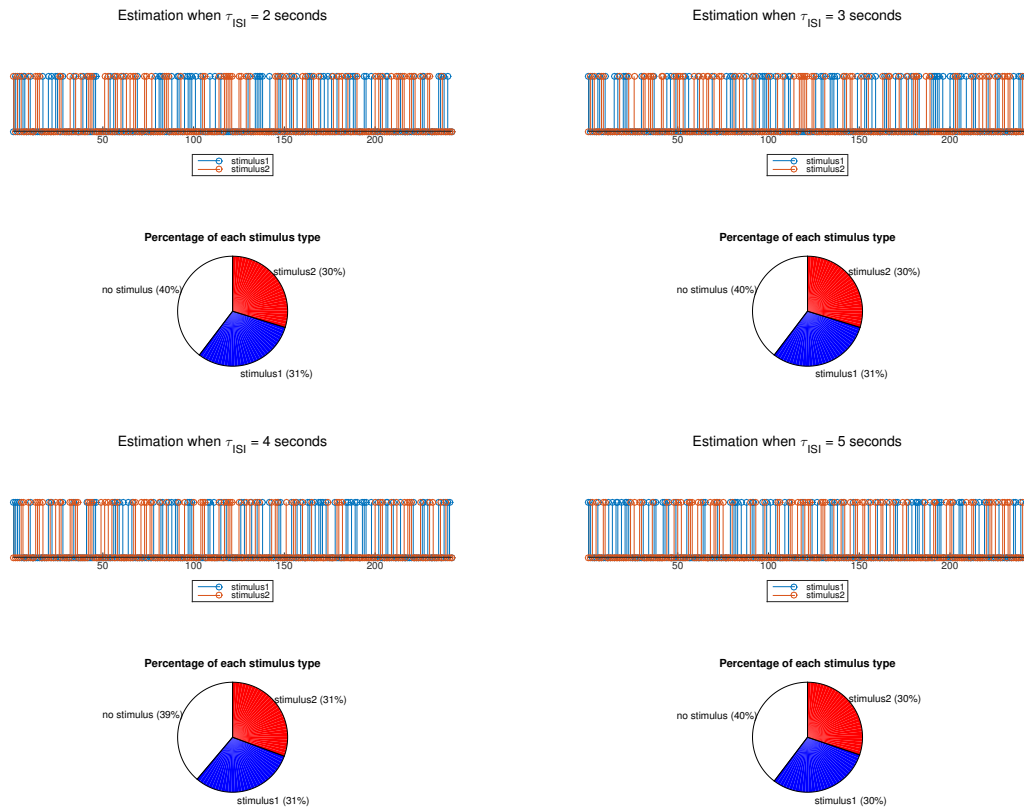 Estimation when τISI = 2 seconds
50 100 150 200
stimulus1
stimulus2
Percentage of each stimulus type
stimulus2 (30%)
no stimulus (40%)
stimulus1 (31%)
Estimation when τISI = 3 seconds
50 100 150 200
stimulus1
stimulus2
Percentage of each stimulus type
stimulus2 (30%)
no stimulus (40%)
stimulus1 (31%)
Estimation when τISI = 4 seconds
50 100 150 200
stimulus1
stimulus2
Percentage of each stimulus type
stimulus2 (31%)
no stimulus (39%)
stimulus1 (31%)
Estimation when τISI = 5 seconds
50 100 150 200
stimulus1
stimulus2
Percentage of each stimulus type
stimulus2 (30%)
no stimulus (40%)
stimulus1 (30%)